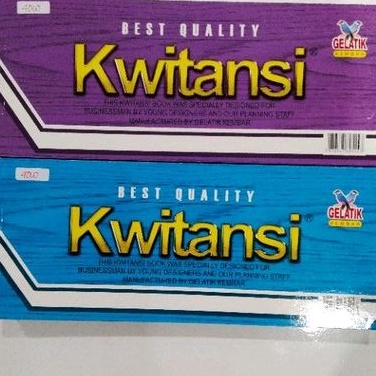 BEST QUALITY
Kwitansi®
GELATIK
KEMBAR
THIS KWITANSI BOOK WAS SPECIALLY DESIGNED FOR
BUSINESSMAN BY YOUNG DESIGNERS AND OUR PLANNING STAFF
MANUFACTURED BY GELATIK KEMBAR
BEST QUALITY
Kwitansi®
GELATIK
KEMBAR
THIS KWITANSI BOOK WAS SPECIALLY DESIGNED FOR
BUSINESSMAN BY YOUNG DESIGNERS AND OUR PLANNING STAFF
MANUFACTURED BY GELATIK KEMBAR